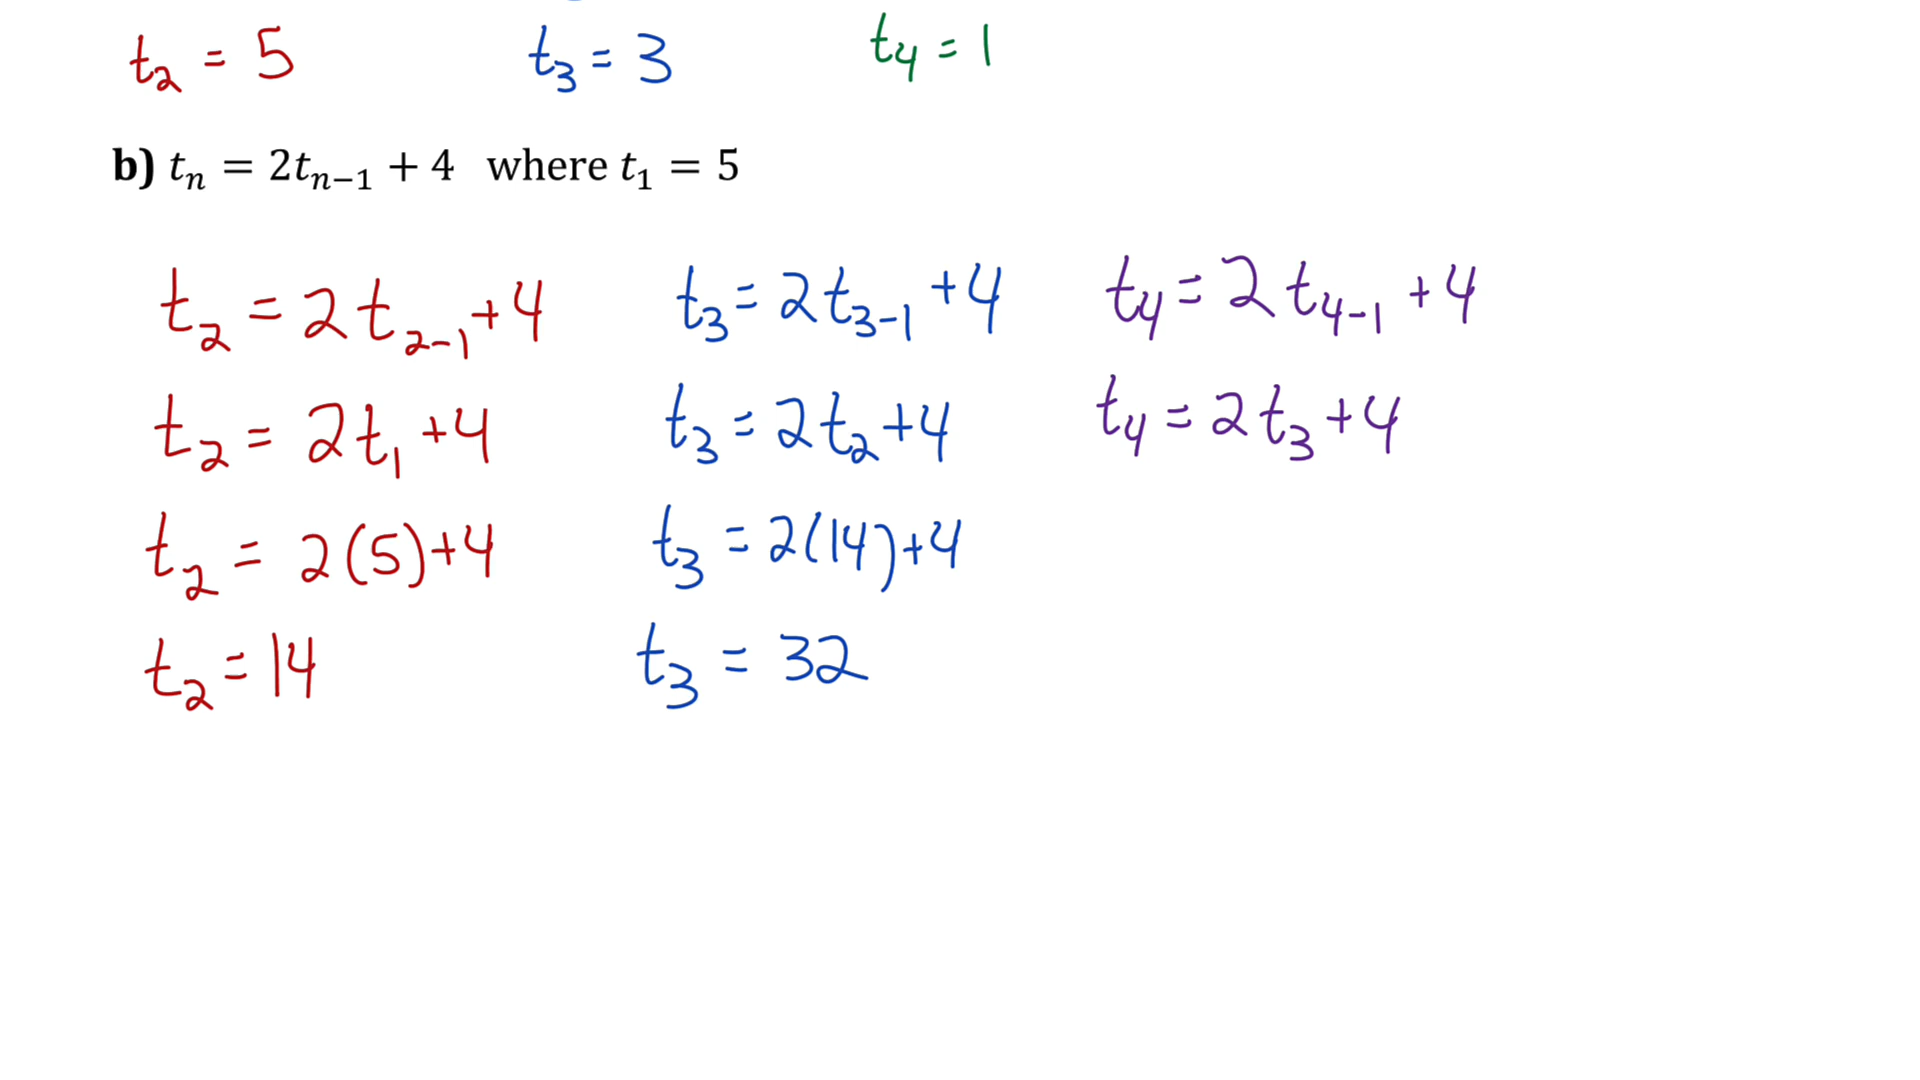 t₂ = 5
t₃ = 3
t₄ = 1
b) tₙ = 2tₙ₋₁ + 4 where t₁ = 5
t₂ = 2t₂₋₁+4
t₂ = 2t₁+4
t₂ = 2(5)+4
t₂ = 14
t₃ = 2t₃₋₁+4
t₃ = 2t₂+4
t₃ = 2(14)+4
t₃ = 32
t₄ = 2t₄₋₁+4
t₄ = 2t₃+4